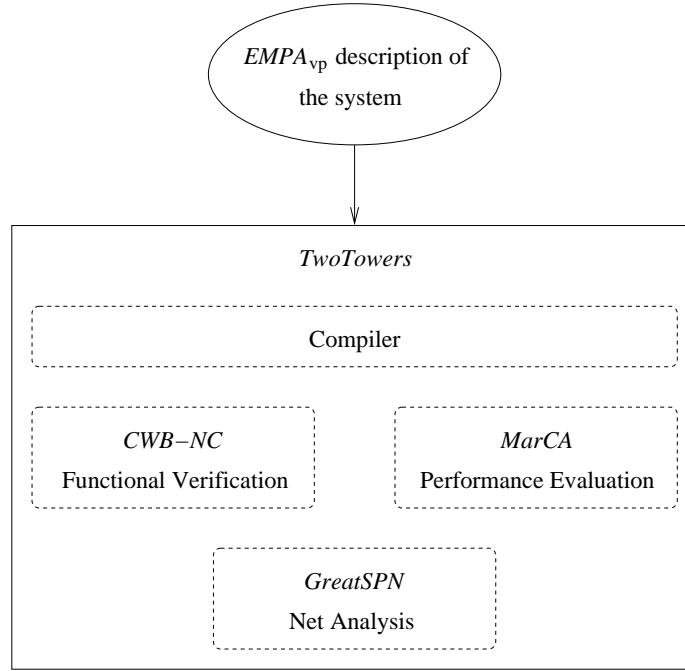 EMPAvp description of
the system
TwoTowers
Compiler
CWB−NC
Functional Verification
MarCA
Performance Evaluation
GreatSPN
Net Analysis